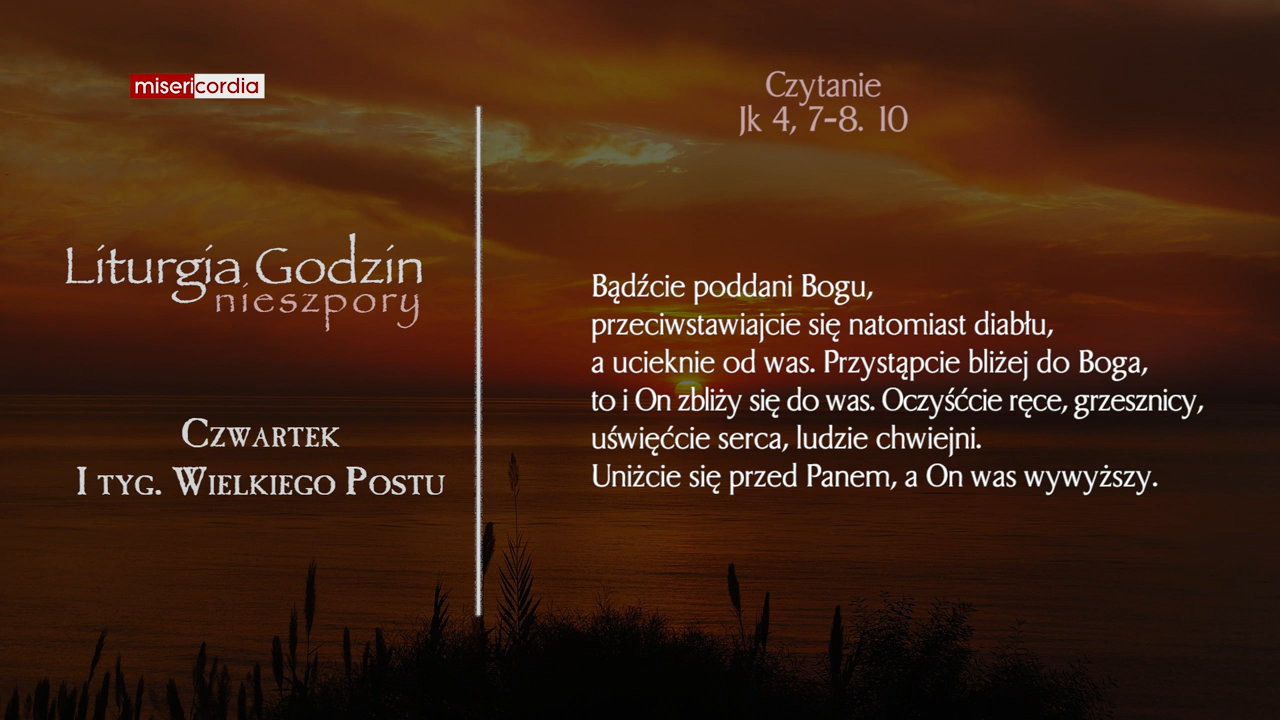 misericordia
Liturgia Godzin
nieszpory
Czwartek
I tyg. Wielkiego Postu
Czytanie
Jk 4, 7-8. 10
Bądźcie poddani Bogu,
przeciwstawiajcie się natomiast diabłu,
a ucieknie od was. Przystąpcie bliżej do Boga,
to i On zbliży się do was. Oczyśćcie ręce, grzesznicy,
uświęćcie serca, ludzie chwiejni.
Uniżcie się przed Panem, a On was wywyższy.